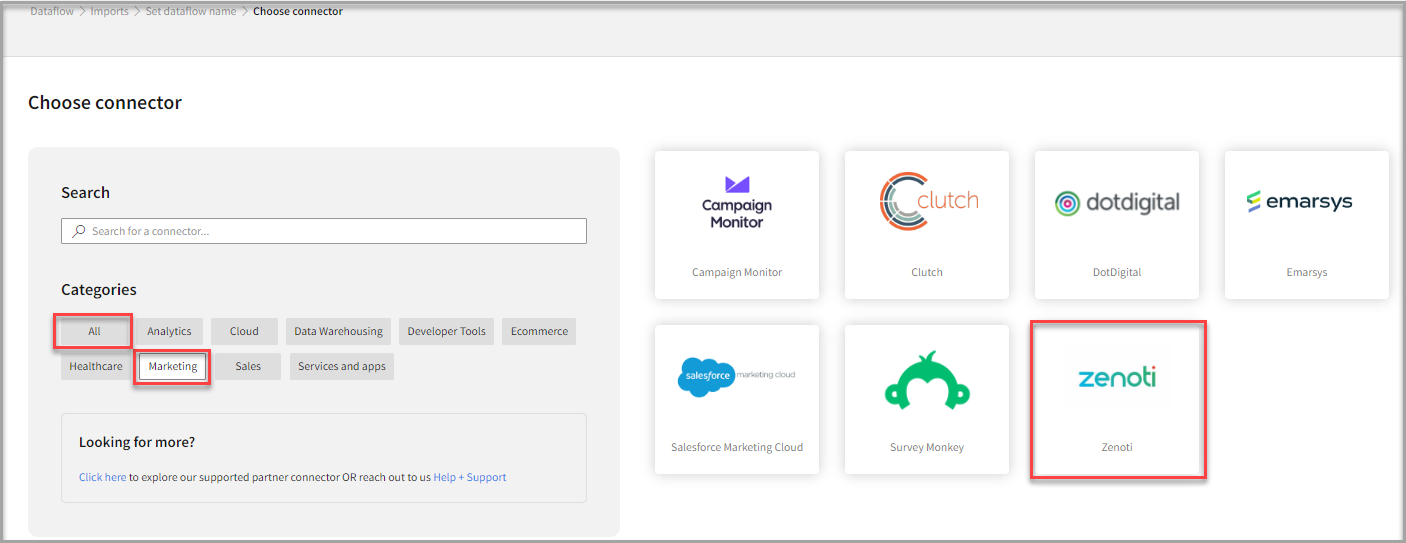 Dataflow > Imports > Set dataflow name > Choose connector
Choose connector
Search
Search for a connector...
Categories
All
Analytics
Cloud
Data Warehousing
Developer Tools
Ecommerce
Healthcare
Marketing
Sales
Services and apps
Looking for more?
Click here to explore our supported partner connector OR reach out to us Help + Support
Campaign
Monitor
Campaign Monitor
clutch
Clutch
dotdigital
DotDigital
emarsys
Emarsys
salesforce marketing cloud
Salesforce Marketing Cloud
Survey Monkey
zenoti
Zenoti